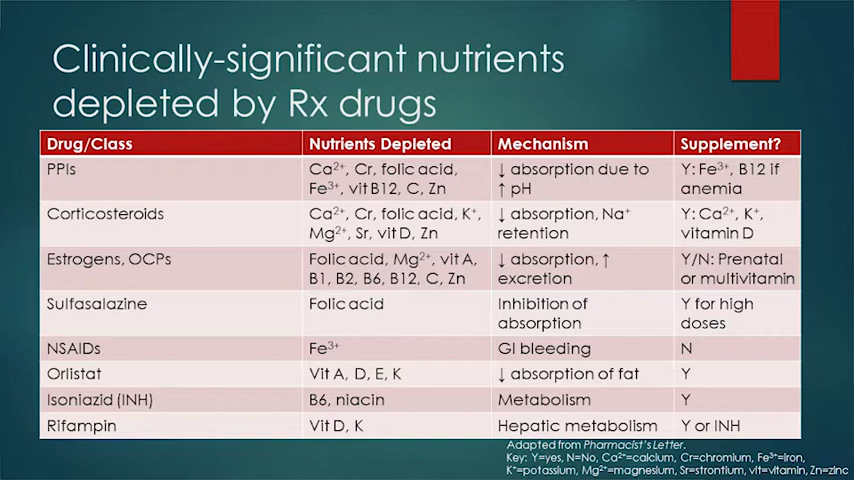 Clinically-significant nutrients
depleted by Rx drugs
Drug/Class Nutrients Depleted Mechanism Supplement?
PPIs Ca²⁺, Cr, folic acid, ↓ absorption due to Y: Fe³⁺, B12 if
Fe³⁺, vit B12, C, Zn ↑ pH anemia
Corticosteroids Ca²⁺, Cr, folic acid, K⁺, ↓ absorption, Na⁺ Y: Ca²⁺, K⁺,
Mg²⁺, Sr, vit D, Zn retention vitamin D
Estrogens, OCPs Folic acid, Mg²⁺, vit A, ↓ absorption, ↑ Y/N: Prenatal
B1, B2, B6, B12, C, Zn excretion or multivitamin
Sulfasalazine Folic acid Inhibition of Y for high
absorption doses
NSAIDs Fe³⁺ GI bleeding N
Orlistat Vit A, D, E, K ↓ absorption of fat Y
Isoniazid (INH) B6, niacin Metabolism Y
Rifampin Vit D, K Hepatic metabolism Y or INH
Adapted from Pharmacist's Letter.
Key: Y=yes, N=No, Ca²⁺=calcium, Cr=chromium, Fe³⁺=iron,
K⁺=potassium, Mg²⁺=magnesium, Sr=strontium, vit=vitamin, Zn=zinc